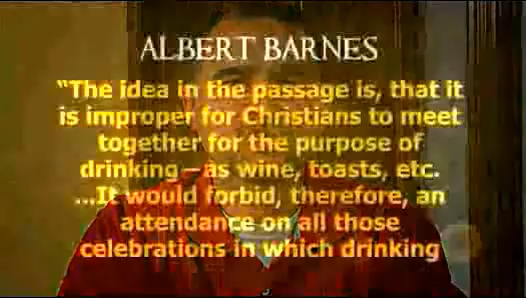 ALBERT BARNES
“The idea in the passage is, that it
is improper for Christians to meet
together for the purpose of
drinking—as wine, toasts, etc.
...It would forbid, therefore, an
attendance on all those
celebrations in which drinking